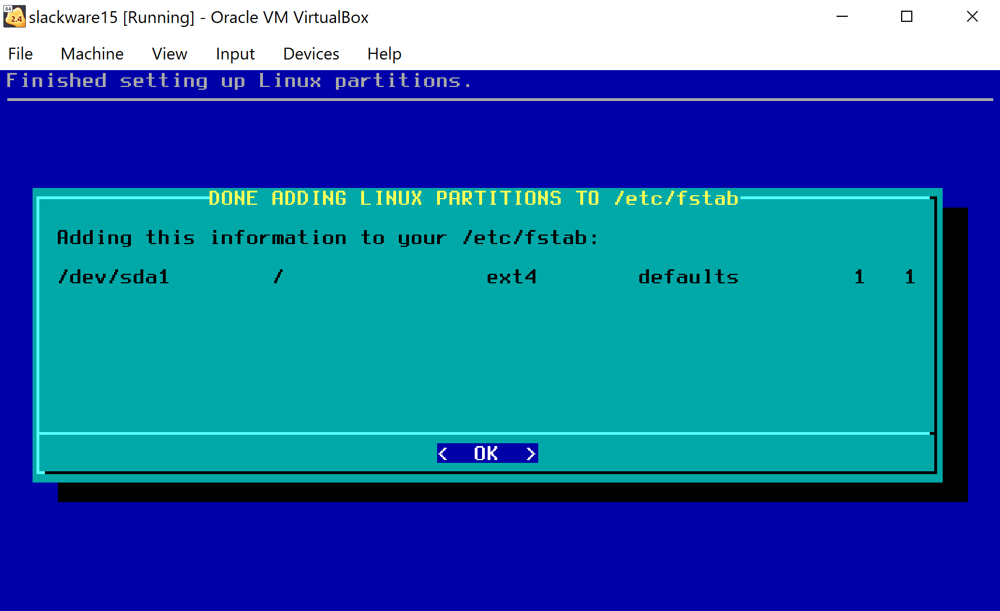 64
2.4
slackware15 [Running] - Oracle VM VirtualBox
File Machine View Input Devices Help
Finished setting up Linux partitions.
DONE ADDING LINUX PARTITIONS TO /etc/fstab
Adding this information to your /etc/fstab:
/dev/sda1 / ext4 defaults 1 1
< OK >